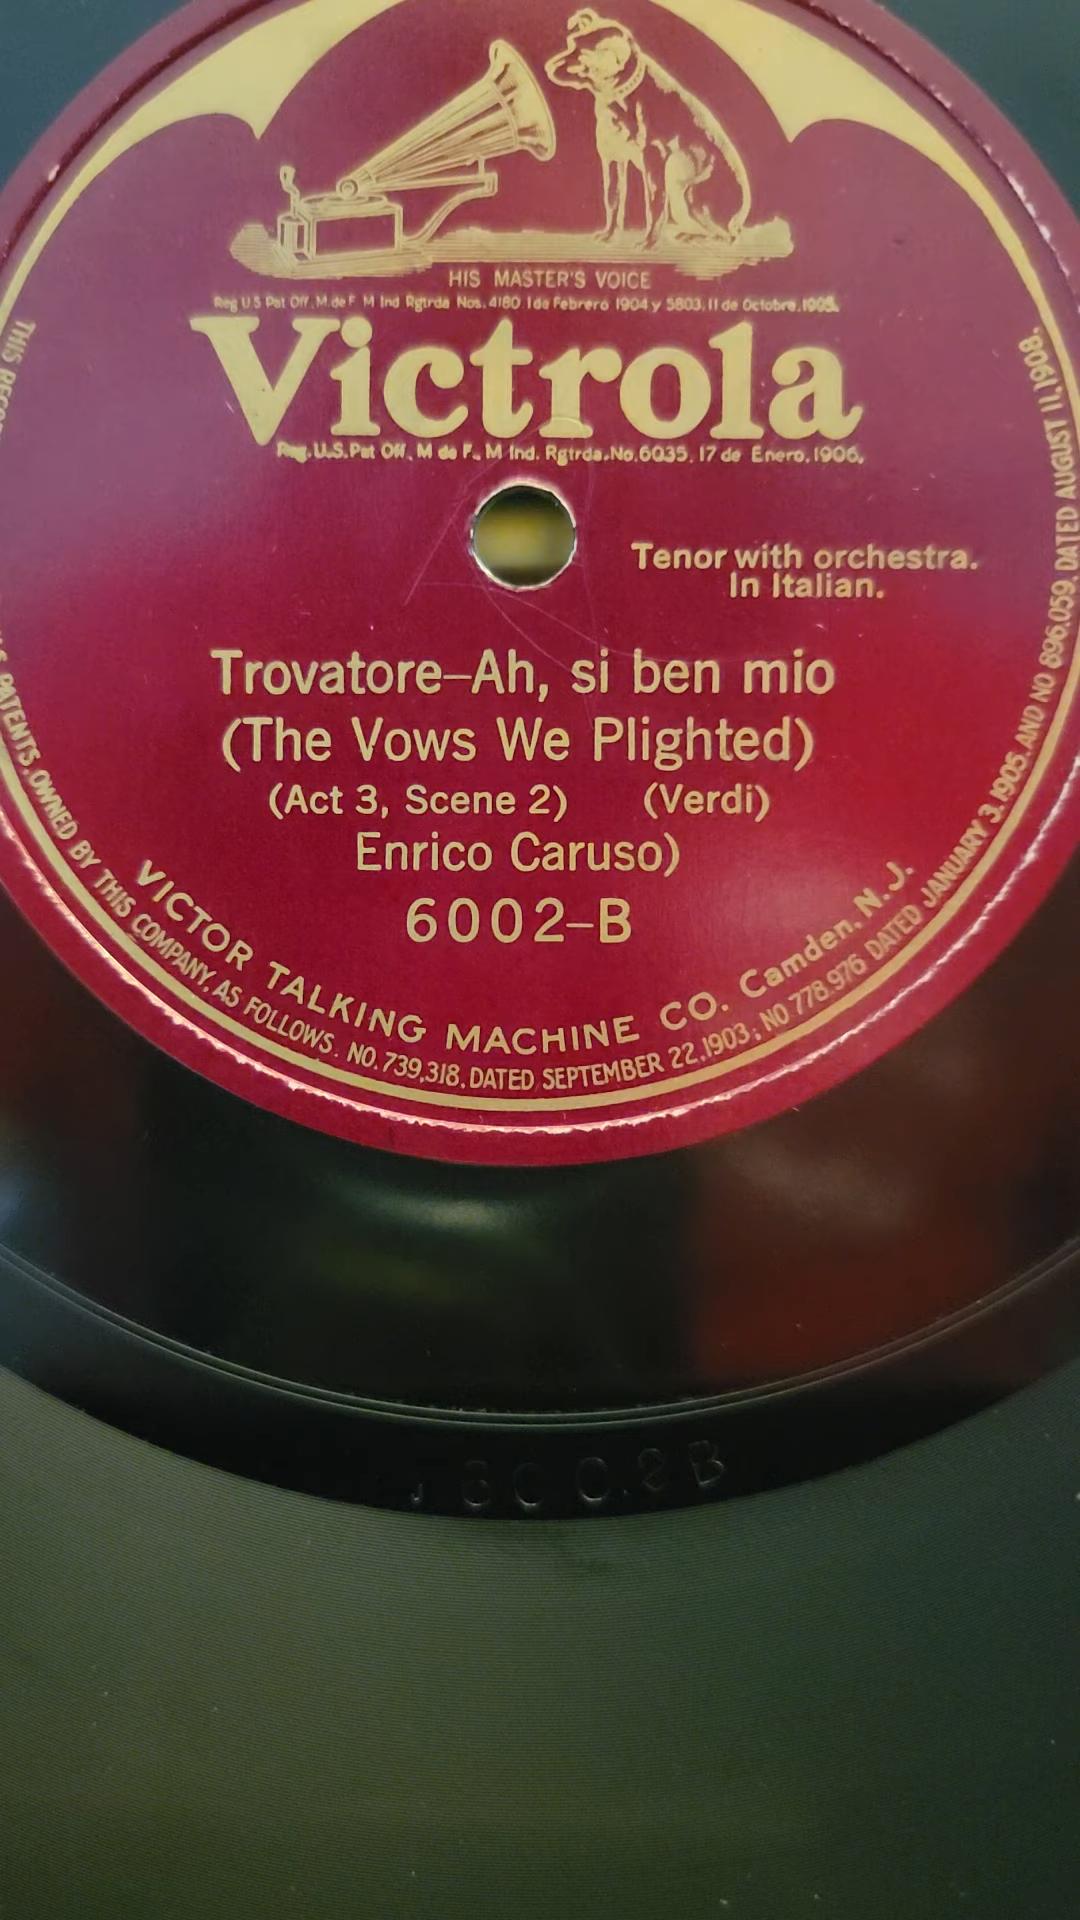 HIS MASTER'S VOICE
Reg U S Pat Off. M de F M Ind Rgtrda Nos. 4180 1 de Febrero 1904 y 5803. 11 de Octobre. 1905.
Victrola
Reg. U.S. Pat Off. M de F. M Ind. Rgtrda. No. 6035. 17 de Enero. 1906.
Tenor with orchestra.
In Italian.
Trovatore–Ah, si ben mio
(The Vows We Plighted)
(Act 3, Scene 2) (Verdi)
Enrico Caruso)
6002–B
VICTOR TALKING MACHINE CO. Camden, N. J.
THIS
PATENTS, OWNED BY THIS COMPANY, AS FOLLOWS. NO. 739,318. DATED SEPTEMBER 22.1903; NO 778.976 DATED JANUARY 3.1905. AND NO 896.059. DATED AUGUST 11.1908.